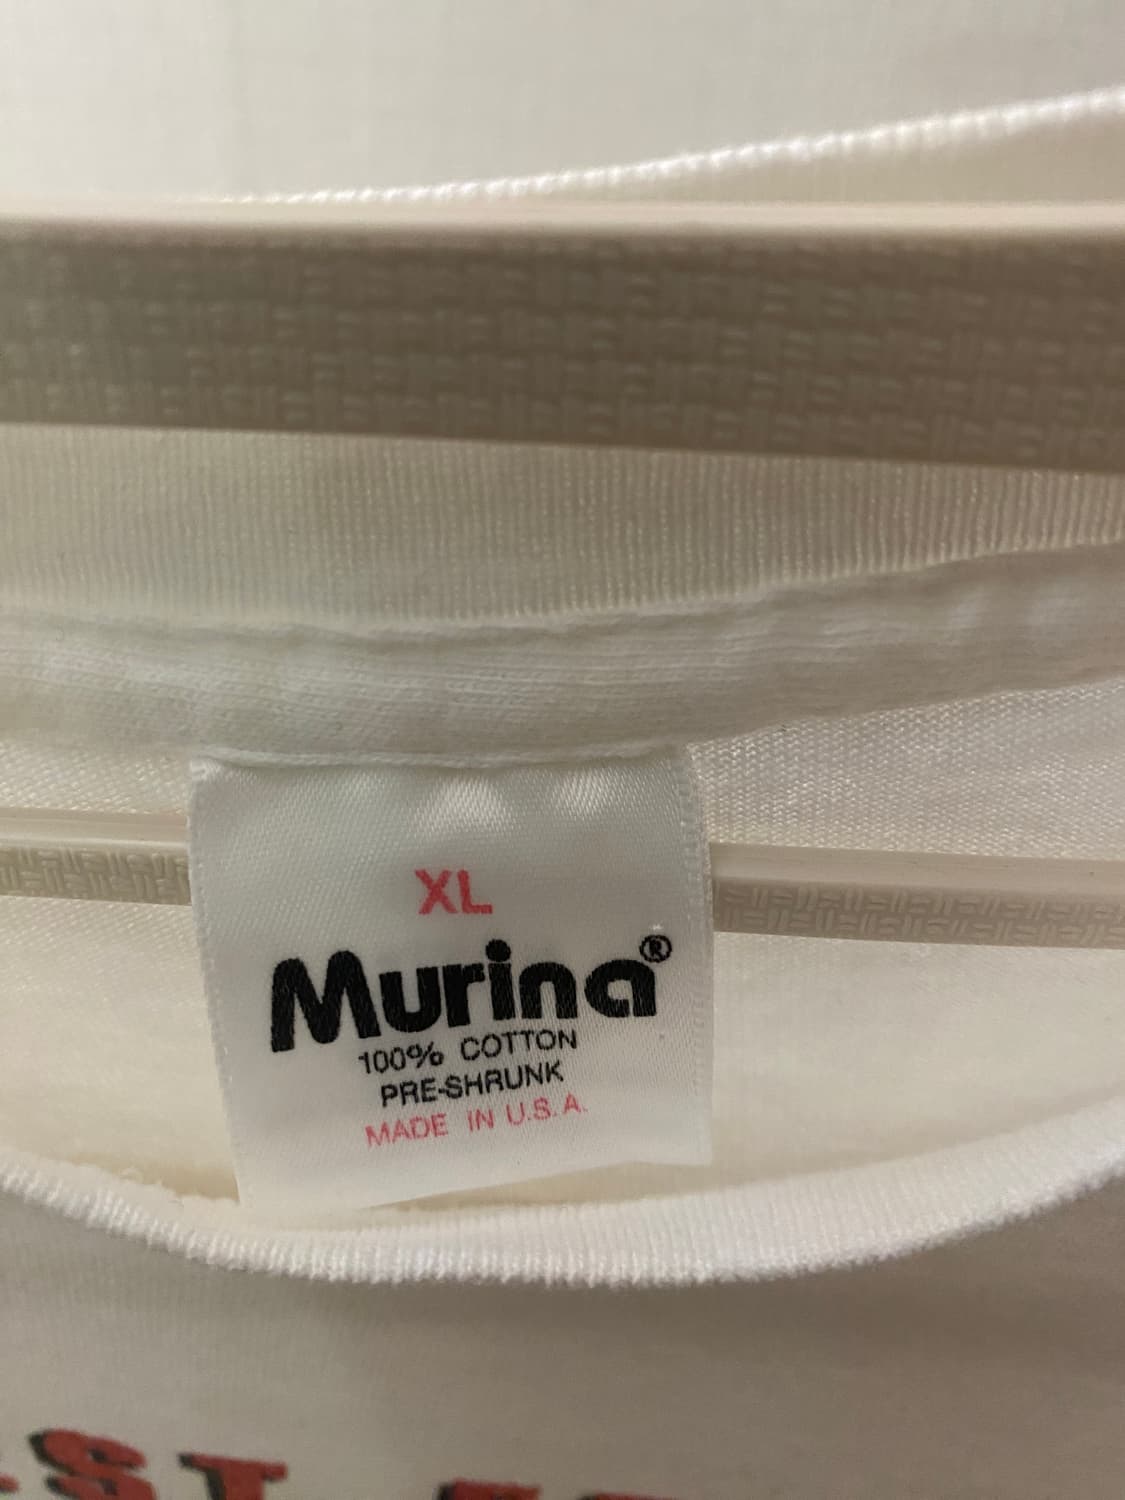 XL
Murina®
100% COTTON
PRE-SHRUNK
MADE IN U.S.A.